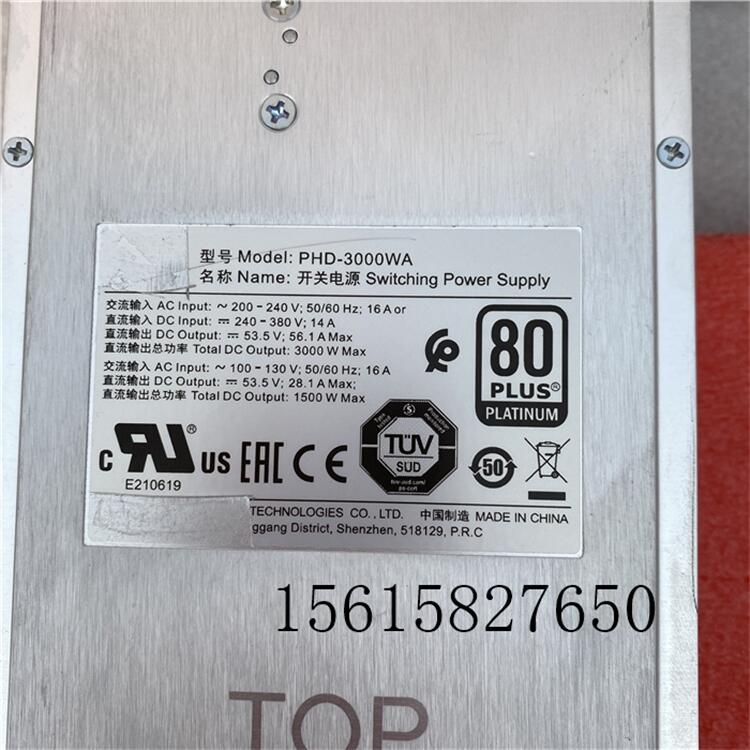 型号 Model: PHD-3000WA
名称 Name: 开关电源 Switching Power Supply
交流输入 AC Input: ~ 200-240 V; 50/60 Hz; 16 A or
直流输入 DC Input: ⎓ 240-380 V; 14 A
直流输出 DC Output: ⎓ 53.5 V; 56.1 A Max
直流输出总功率 Total DC Output: 3000 W Max
交流输入 AC Input: ~ 100-130 V; 50/60 Hz; 16 A
直流输出 DC Output: ⎓ 53.5 V; 28.1 A Max;
直流输出总功率 Total DC Output: 1500 W Max
80
PLUS®
PLATINUM
c RU® US
E210619
EAC CE
TÜV
SÜD
50
TECHNOLOGIES CO., LTD. 中国制造 MADE IN CHINA
ggang District, Shenzhen, 518129, P.R.C
15615827650
TOP